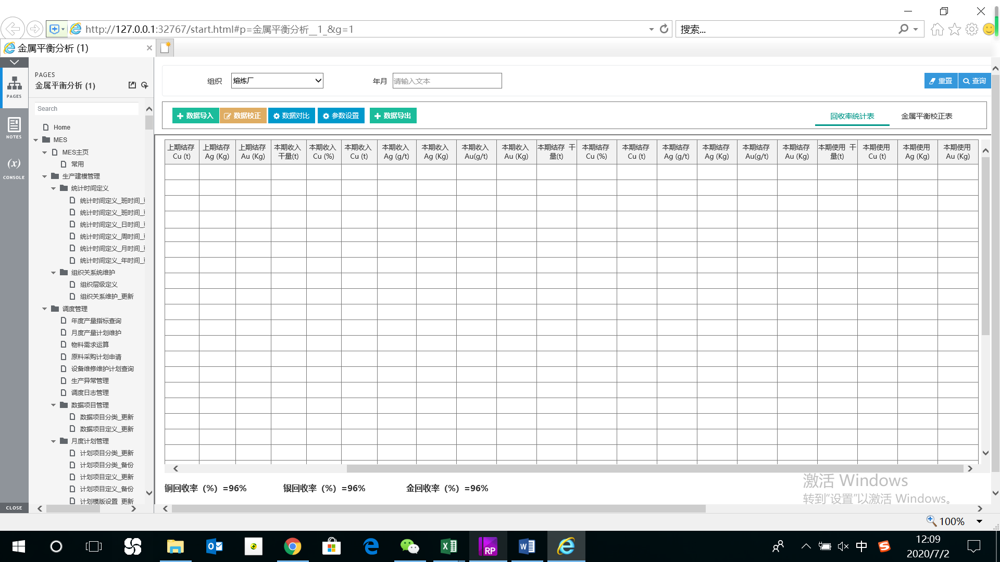 http://127.0.0.1:32767/start.html#p=金属平衡分析__1_&g=1
搜索...
金属平衡分析 (1)
PAGES
金属平衡分析 (1)
PAGES
NOTES
(x)
CONSOLE
CLOSE
Search
Home
MES
MES主页
常用
生产建模管理
统计时间定义
统计时间定义_班时间_
统计时间定义_班时间_
统计时间定义_日时间_
统计时间定义_周时间_
统计时间定义_月时间_
统计时间定义_年时间_
组织关系统维护
组织层级定义
组织关系维护_更新
调度管理
年度产量指标查询
月度产量计划维护
物料需求运算
原料采购计划申请
设备维修维护计划查询
生产异常管理
调度日志管理
数据项目管理
数据项目分类_更新
数据项目定义_更新
月度计划管理
计划项目分类_更新
计划项目分类_备份
计划项目定义_更新
计划项目定义_备份
计划模版设置_更新
组织 熔炼厂 年月 请输入文本 重置 查询
数据导入 数据校正 数据对比 参数设置 数据导出 回收率统计表 金属平衡校正表
上期结存 上期结存 上期结存 本期收入 本期收入 本期收入 本期收入 本期收入 本期收入 本期收入 本期结存 干 本期结存 本期结存 本期结存 本期结存 本期结存 本期结存 本期使用 干 本期使用 本期使用 本期使用
Cu (t) Ag (Kg) Au (Kg) 干量(t) Cu (%) Cu (t) Ag (g/t) Ag (Kg) Au(g/t) Au (Kg) 量(t) Cu (%) Cu (t) Ag (g/t) Ag (Kg) Au(g/t) Au (Kg) 量(t) Cu (t) Ag (Kg) Au (Kg)
铜回收率（%）=96% 银回收率（%）=96% 金回收率（%）=96%
激活 Windows
转到"设置"以激活 Windows。
100%
中
12:09
2020/7/2